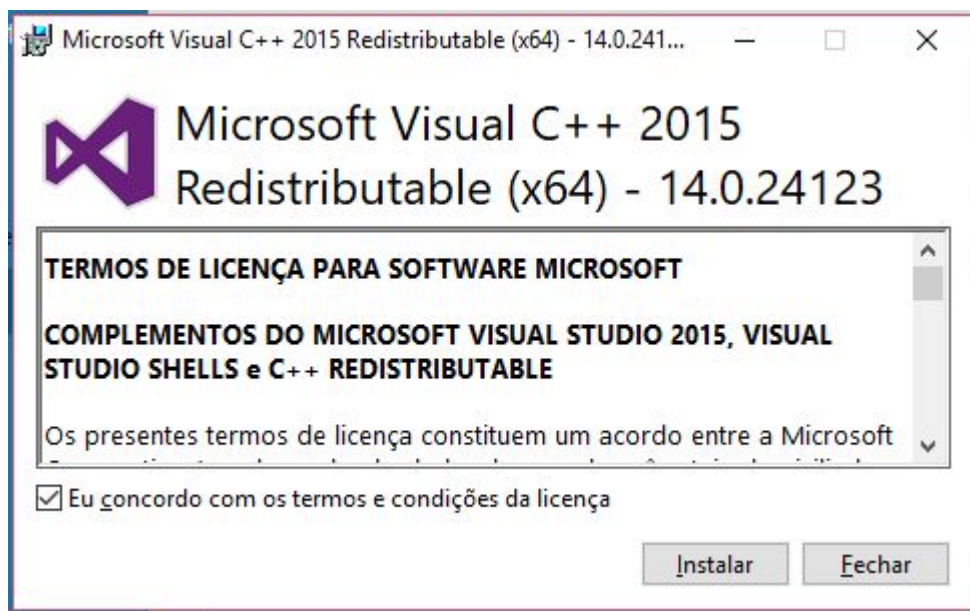 Microsoft Visual C++ 2015 Redistributable (x64) - 14.0.241...
Microsoft Visual C++ 2015
Redistributable (x64) - 14.0.24123
TERMOS DE LICENÇA PARA SOFTWARE MICROSOFT
COMPLEMENTOS DO MICROSOFT VISUAL STUDIO 2015, VISUAL
STUDIO SHELLS e C++ REDISTRIBUTABLE
Os presentes termos de licença constituem um acordo entre a Microsoft
Eu concordo com os termos e condições da licença
Instalar
Fechar